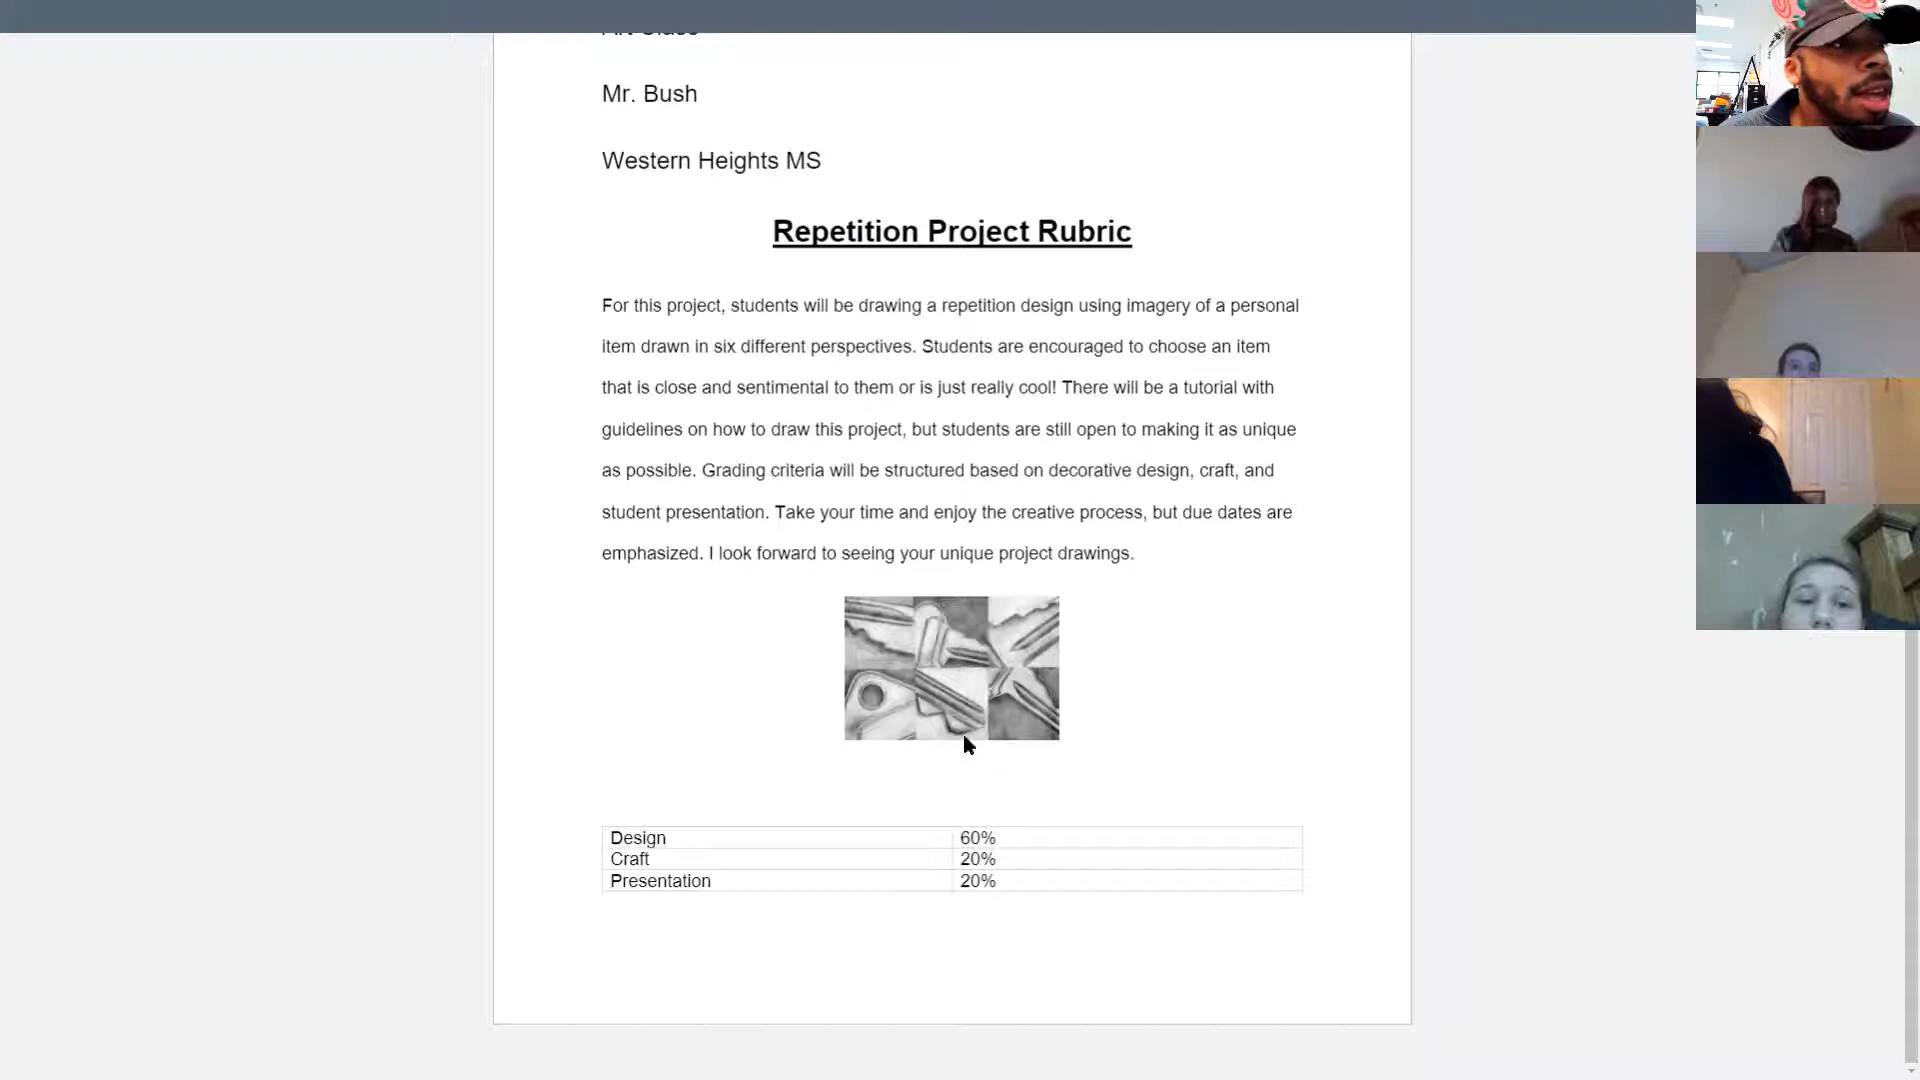 Art Class
Mr. Bush
Western Heights MS
Repetition Project Rubric
For this project, students will be drawing a repetition design using imagery of a personal
item drawn in six different perspectives. Students are encouraged to choose an item
that is close and sentimental to them or is just really cool! There will be a tutorial with
guidelines on how to draw this project, but students are still open to making it as unique
as possible. Grading criteria will be structured based on decorative design, craft, and
student presentation. Take your time and enjoy the creative process, but due dates are
emphasized. I look forward to seeing your unique project drawings.
Design 60%
Craft 20%
Presentation 20%